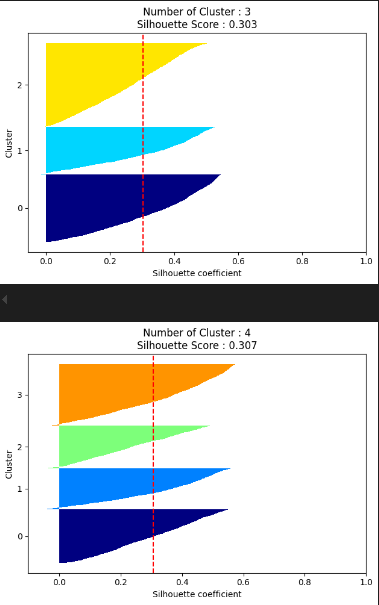 Number of Cluster : 3
Silhouette Score : 0.303
2
1
0
Cluster
0.0 0.2 0.4 0.6 0.8 1.0
Silhouette coefficient
Number of Cluster : 4
Silhouette Score : 0.307
3
2
1
0
Cluster
0.0 0.2 0.4 0.6 0.8 1.0
Silhouette coefficient